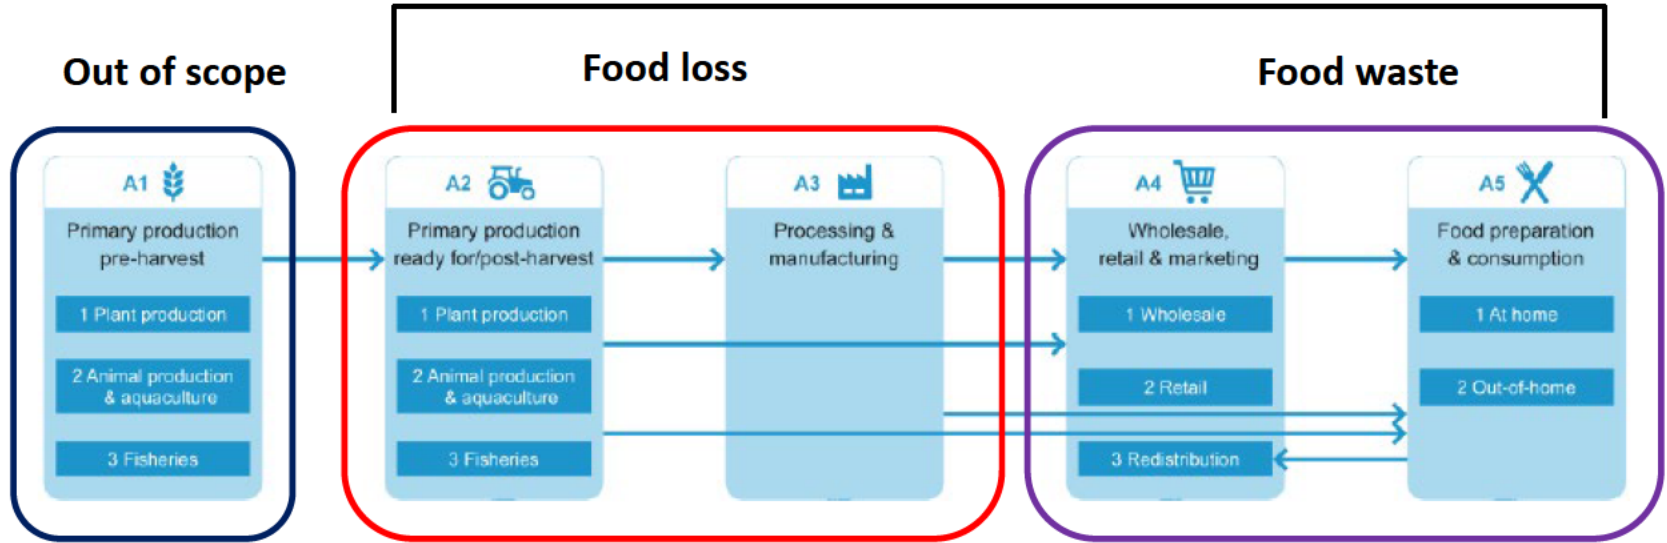 Out of scope
Food loss
Food waste
A1
Primary production
pre-harvest
1 Plant production
2 Animal production
& aquaculture
3 Fisheries
A2
Primary production
ready for/post-harvest
1 Plant production
2 Animal production
& aquaculture
3 Fisheries
A3
Processing &
manufacturing
A4
Wholesale,
retail & marketing
1 Wholesale
2 Retail
3 Redistribution
A5
Food preparation
& consumption
1 At home
2 Out-of-home